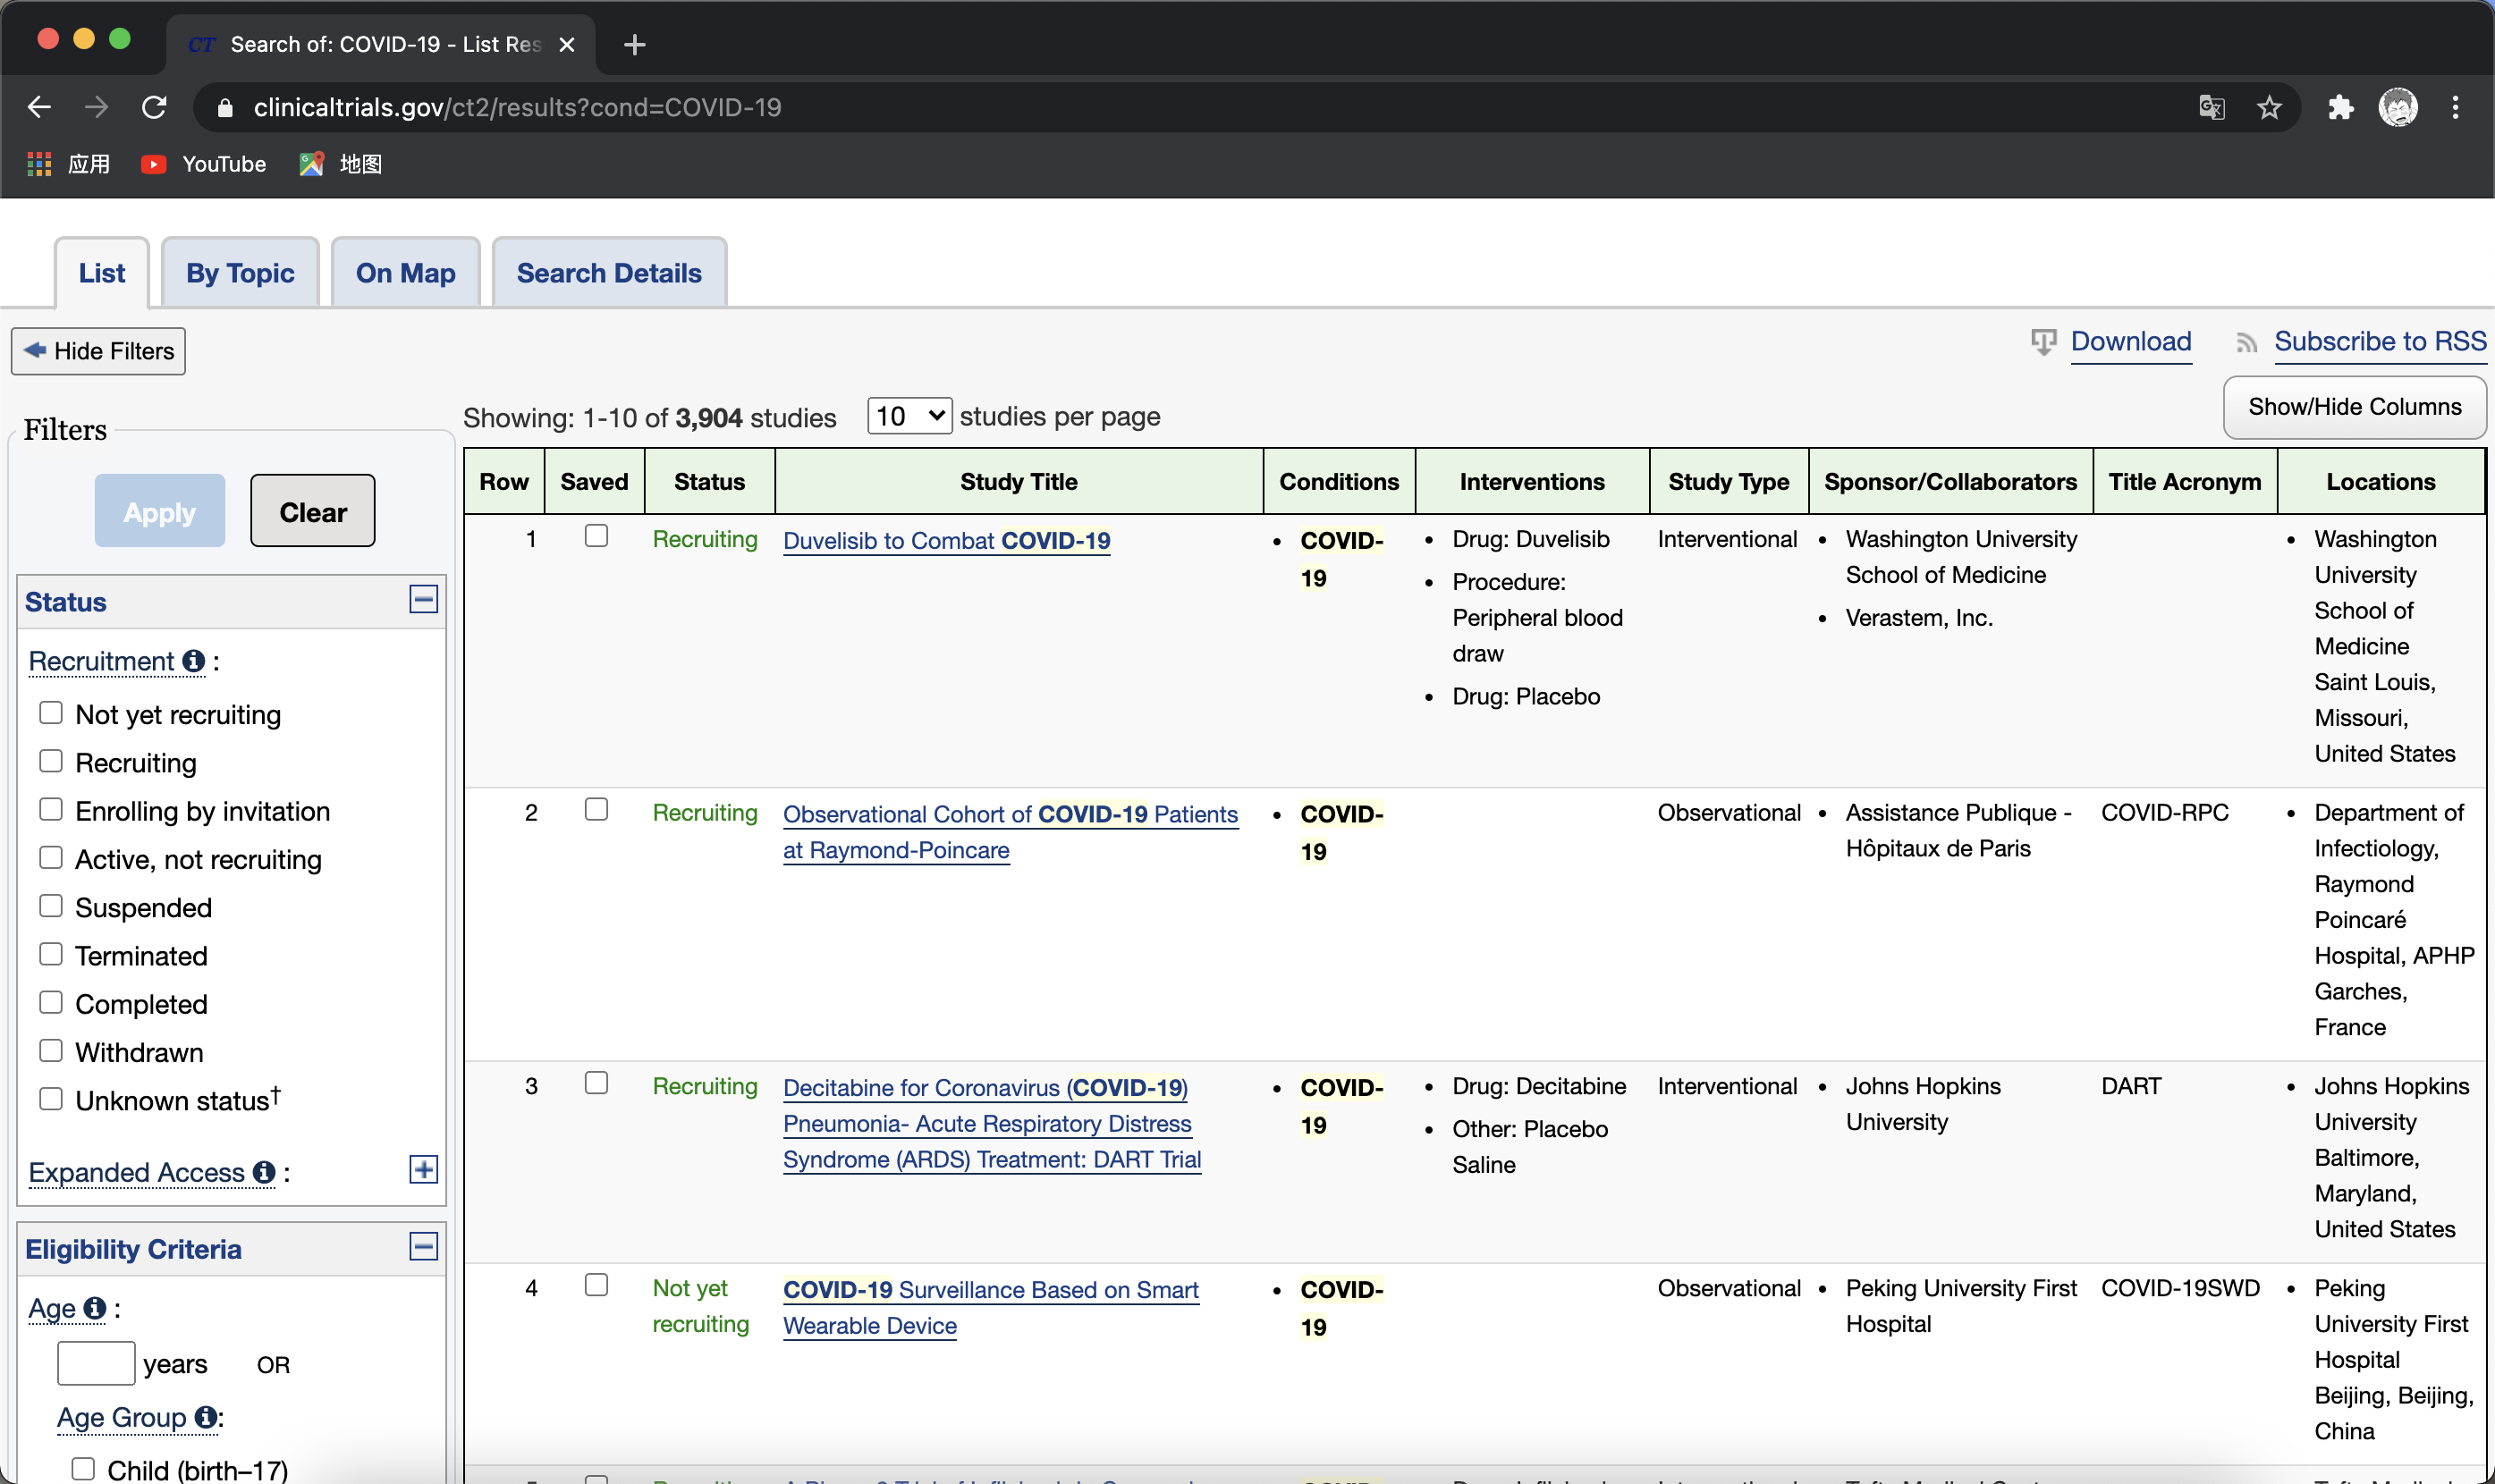 CT Search of: COVID-19 - List Res
clinicaltrials.gov/ct2/results?cond=COVID-19
应用 YouTube 地图
List By Topic On Map Search Details
Hide Filters
Download Subscribe to RSS
Showing: 1-10 of 3,904 studies 10 studies per page
Show/Hide Columns
Filters
Apply Clear
Status
Recruitment :
Not yet recruiting
Recruiting
Enrolling by invitation
Active, not recruiting
Suspended
Terminated
Completed
Withdrawn
Unknown status†
Expanded Access :
Eligibility Criteria
Age :
years OR
Age Group :
Child (birth–17)
Row Saved Status Study Title Conditions Interventions Study Type Sponsor/Collaborators Title Acronym Locations
1 Recruiting Duvelisib to Combat COVID-19 • COVID- • Drug: Duvelisib Interventional • Washington University • Washington
19 • Procedure: School of Medicine University
Peripheral blood • Verastem, Inc. School of
draw Medicine
• Drug: Placebo Saint Louis,
Missouri,
United States
2 Recruiting Observational Cohort of COVID-19 Patients • COVID- Observational • Assistance Publique - COVID-RPC • Department of
at Raymond-Poincare 19 Hôpitaux de Paris Infectiology,
Raymond
Poincaré
Hospital, APHP
Garches,
France
3 Recruiting Decitabine for Coronavirus (COVID-19) • COVID- • Drug: Decitabine Interventional • Johns Hopkins DART • Johns Hopkins
Pneumonia- Acute Respiratory Distress 19 • Other: Placebo University University
Syndrome (ARDS) Treatment: DART Trial Saline Baltimore,
Maryland,
United States
4 Not yet COVID-19 Surveillance Based on Smart • COVID- Observational • Peking University First COVID-19SWD • Peking
recruiting Wearable Device 19 Hospital University First
Hospital
Beijing, Beijing,
China